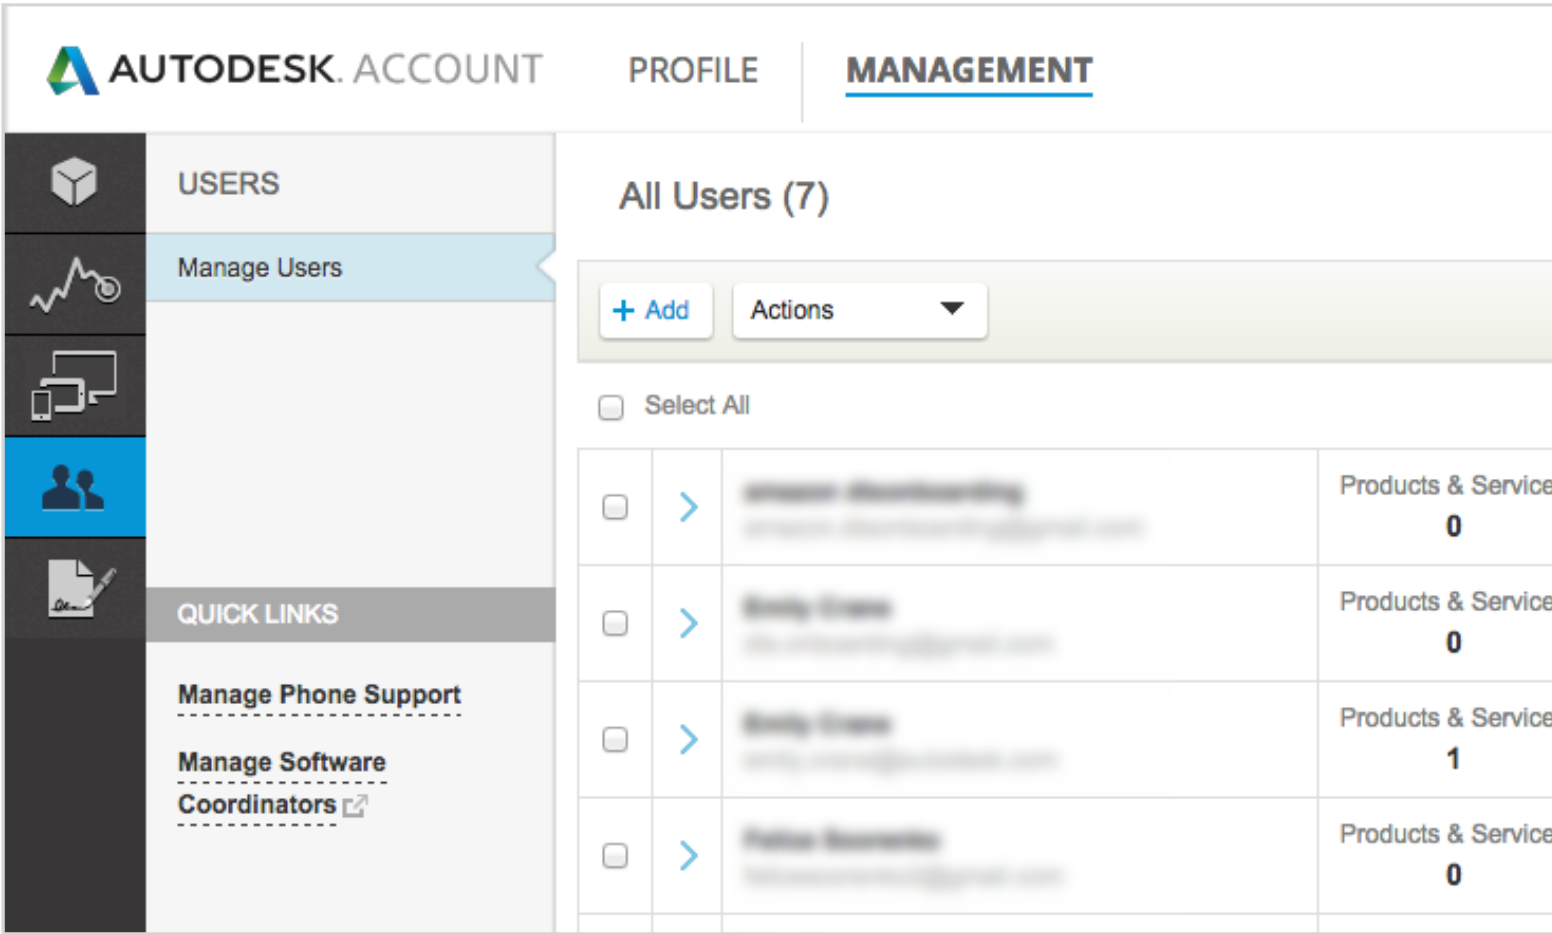 AUTODESK. ACCOUNT
PROFILE
MANAGEMENT
USERS
Manage Users
QUICK LINKS
Manage Phone Support
Manage Software
Coordinators
All Users (7)
+ Add
Actions
Select All
Products & Service
0
Products & Service
0
Products & Service
1
Products & Service
0